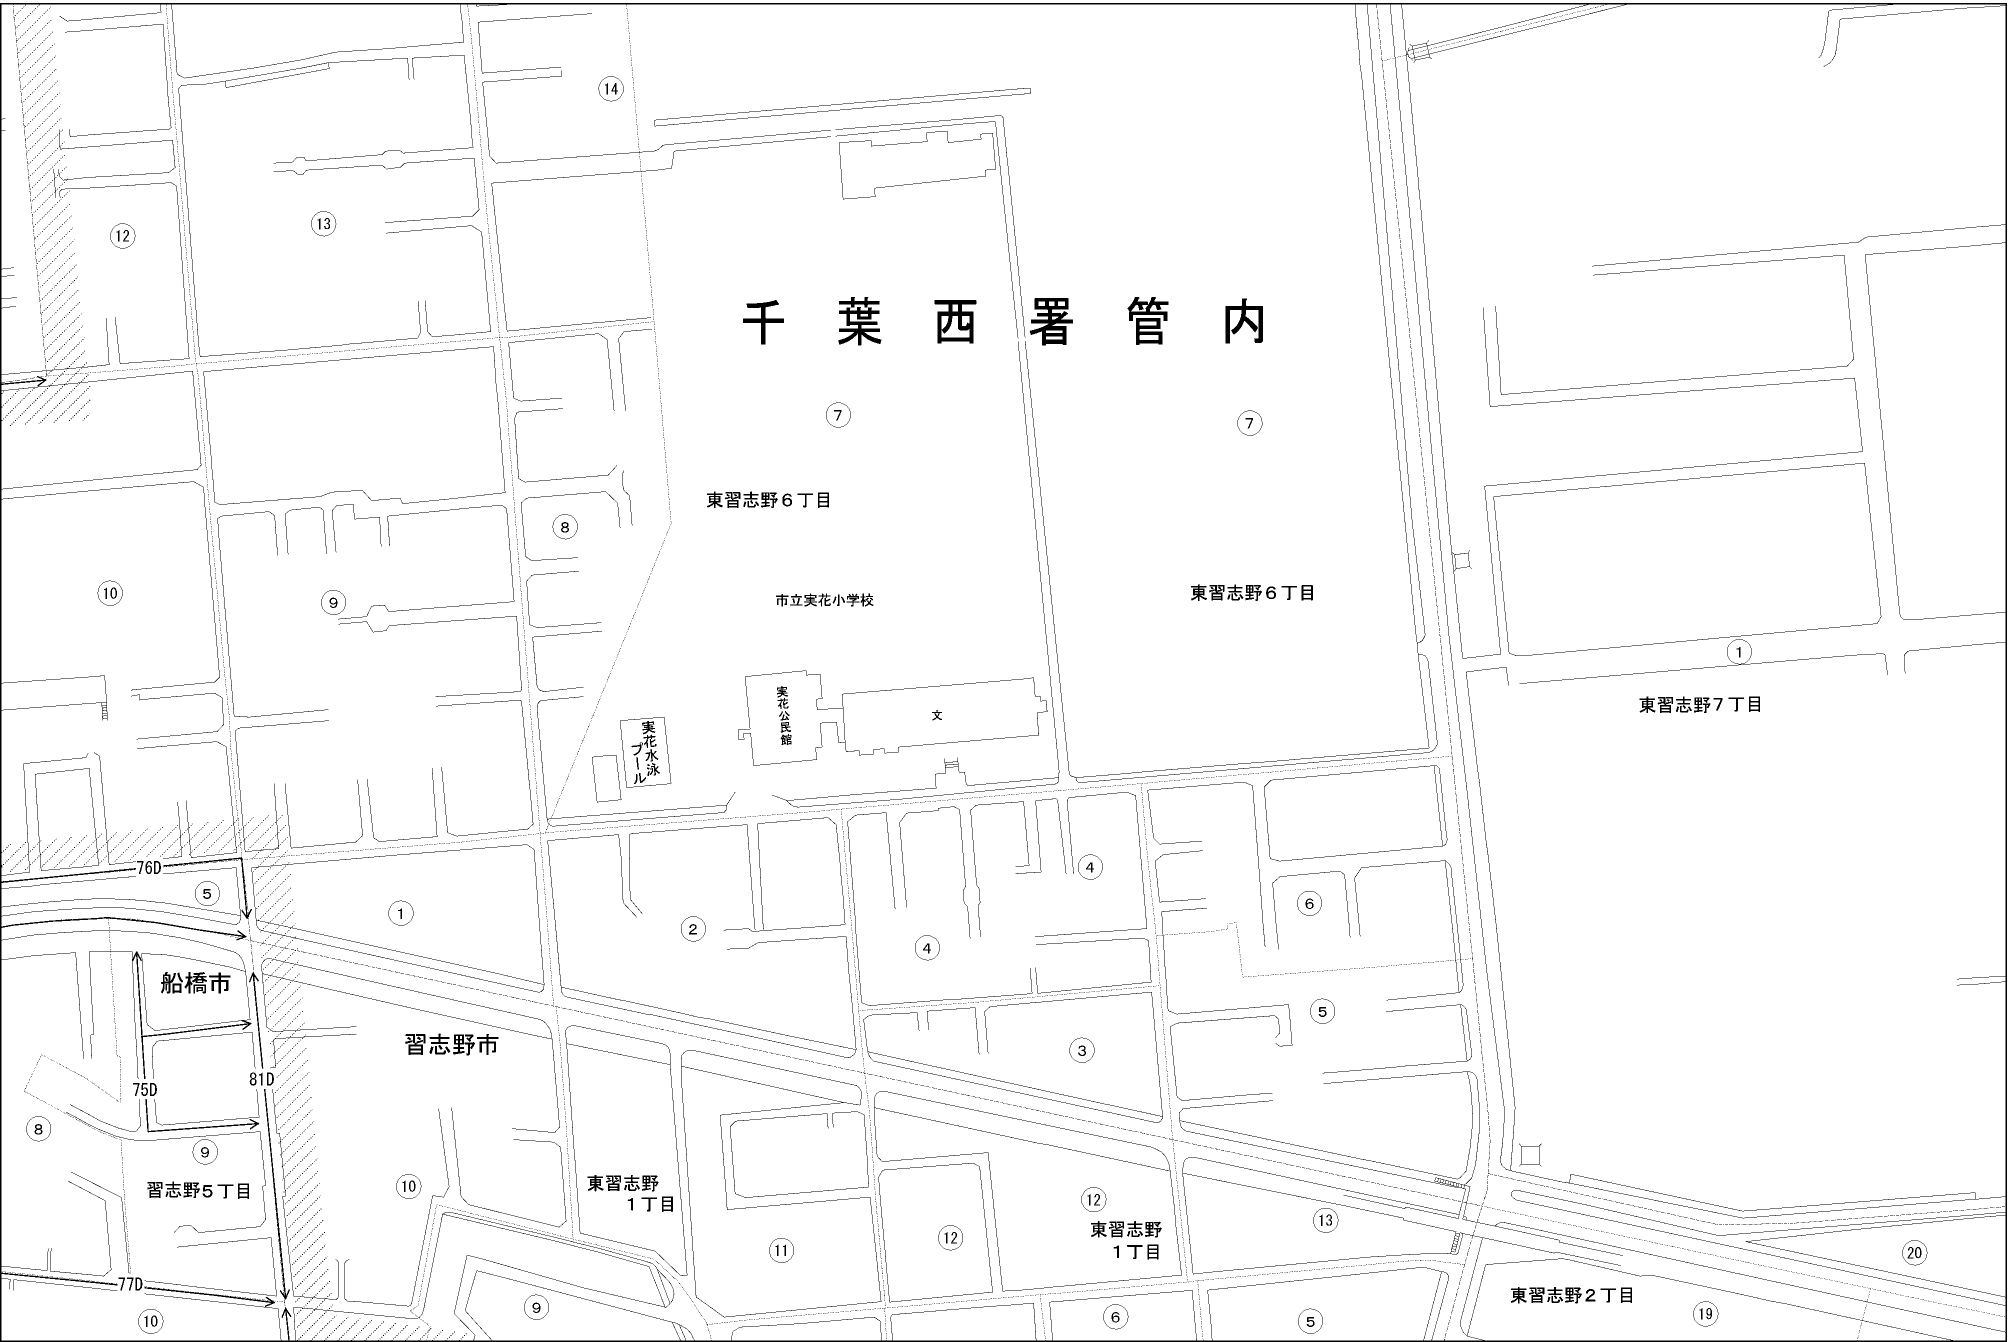 ⑭
⑬
⑫
千葉西署管内
⑦
⑦
東習志野６丁目
⑧
⑩
⑨
市立実花小学校
東習志野６丁目
①
東習志野７丁目
実花公民館
文
実花水泳
プール
76D
⑤
①
②
④
④
⑥
船橋市
習志野市
⑤
③
75D
81D
⑧
⑨
習志野５丁目
⑩
東習志野
１丁目
⑪
⑫
⑫
東習志野
１丁目
⑬
⑳
77D
⑩
⑨
⑥
⑤
東習志野２丁目
⑲